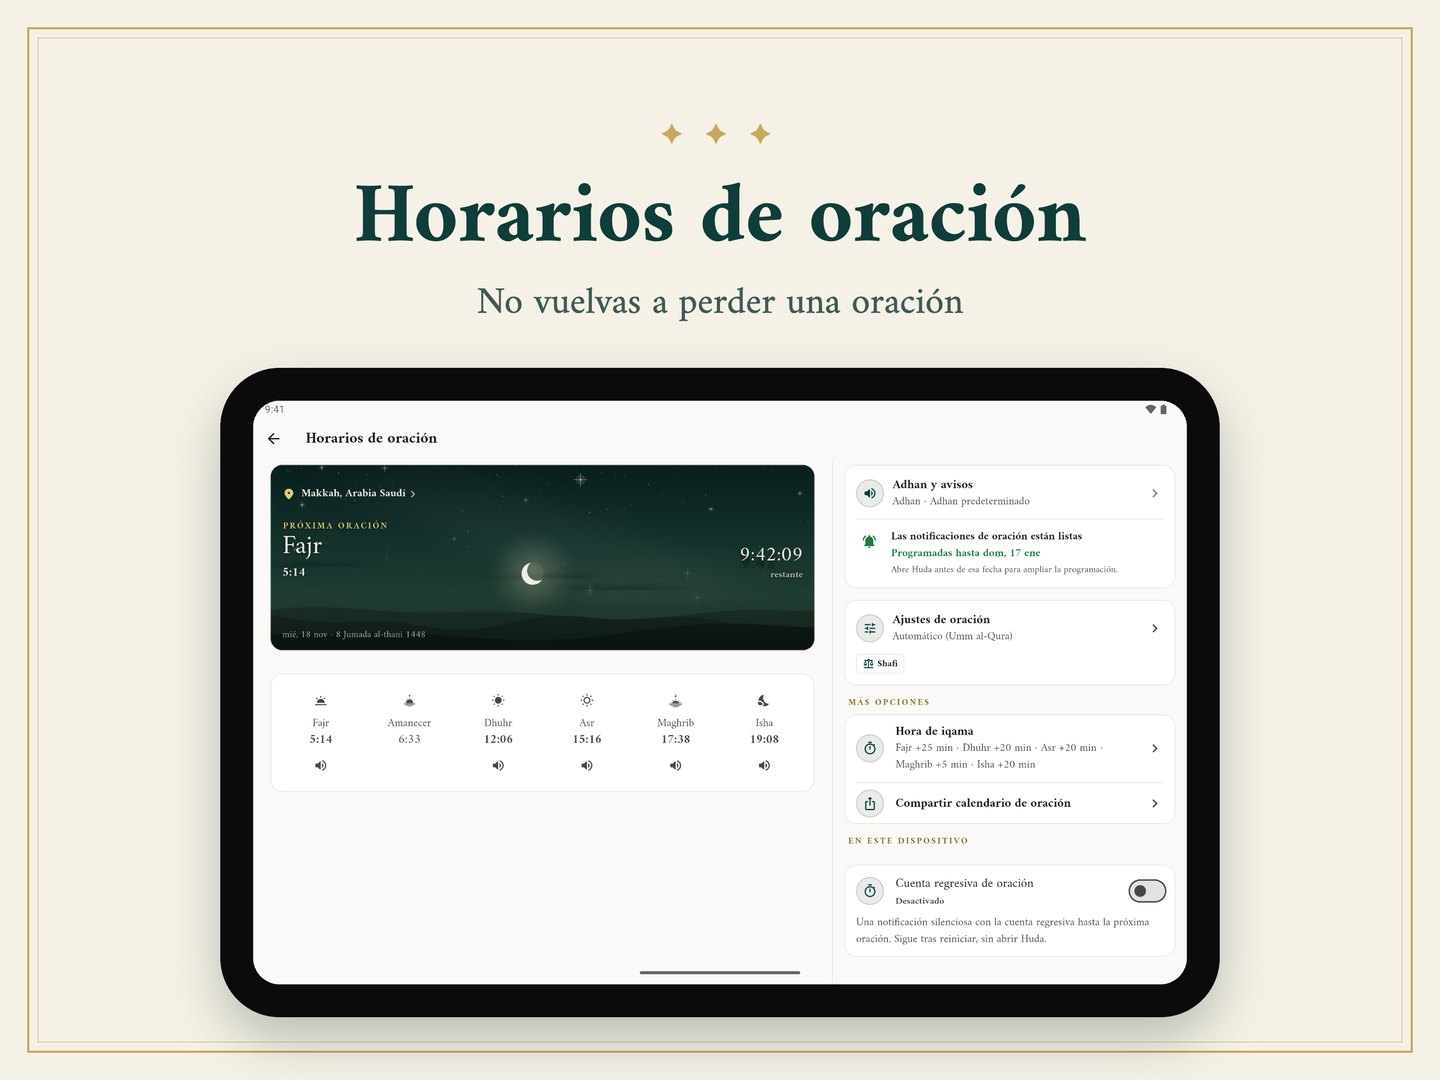 Horarios de oración
No vuelvas a perder una oración
9:41
Horarios de oración
Makkah, Arabia Saudí
PRÓXIMA ORACIÓN
Fajr
5:14
9:42:09
restante
mié, 18 nov · 8 Jumada al-thani 1448
Fajr Amanecer Dhuhr Asr Maghrib Isha
5:14 6:33 12:06 15:16 17:38 19:08
Adhan y avisos
Adhan · Adhan predeterminado
Las notificaciones de oración están listas
Programadas hasta dom, 17 ene
Abre Huda antes de esa fecha para ampliar la programación.
Ajustes de oración
Automático (Umm al-Qura)
Shafi
MÁS OPCIONES
Hora de iqama
Fajr +25 min · Dhuhr +20 min · Asr +20 min ·
Maghrib +5 min · Isha +20 min
Compartir calendario de oración
EN ESTE DISPOSITIVO
Cuenta regresiva de oración
Desactivado
Una notificación silenciosa con la cuenta regresiva hasta la próxima
oración. Sigue tras reiniciar, sin abrir Huda.